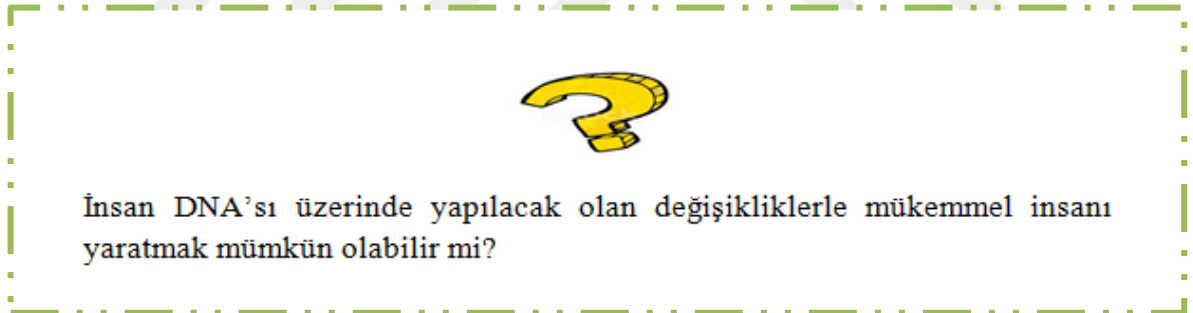 İnsan DNA'sı üzerinde yapılacak olan değişikliklerle mükemmel insanı
yaratmak mümkün olabilir mi?